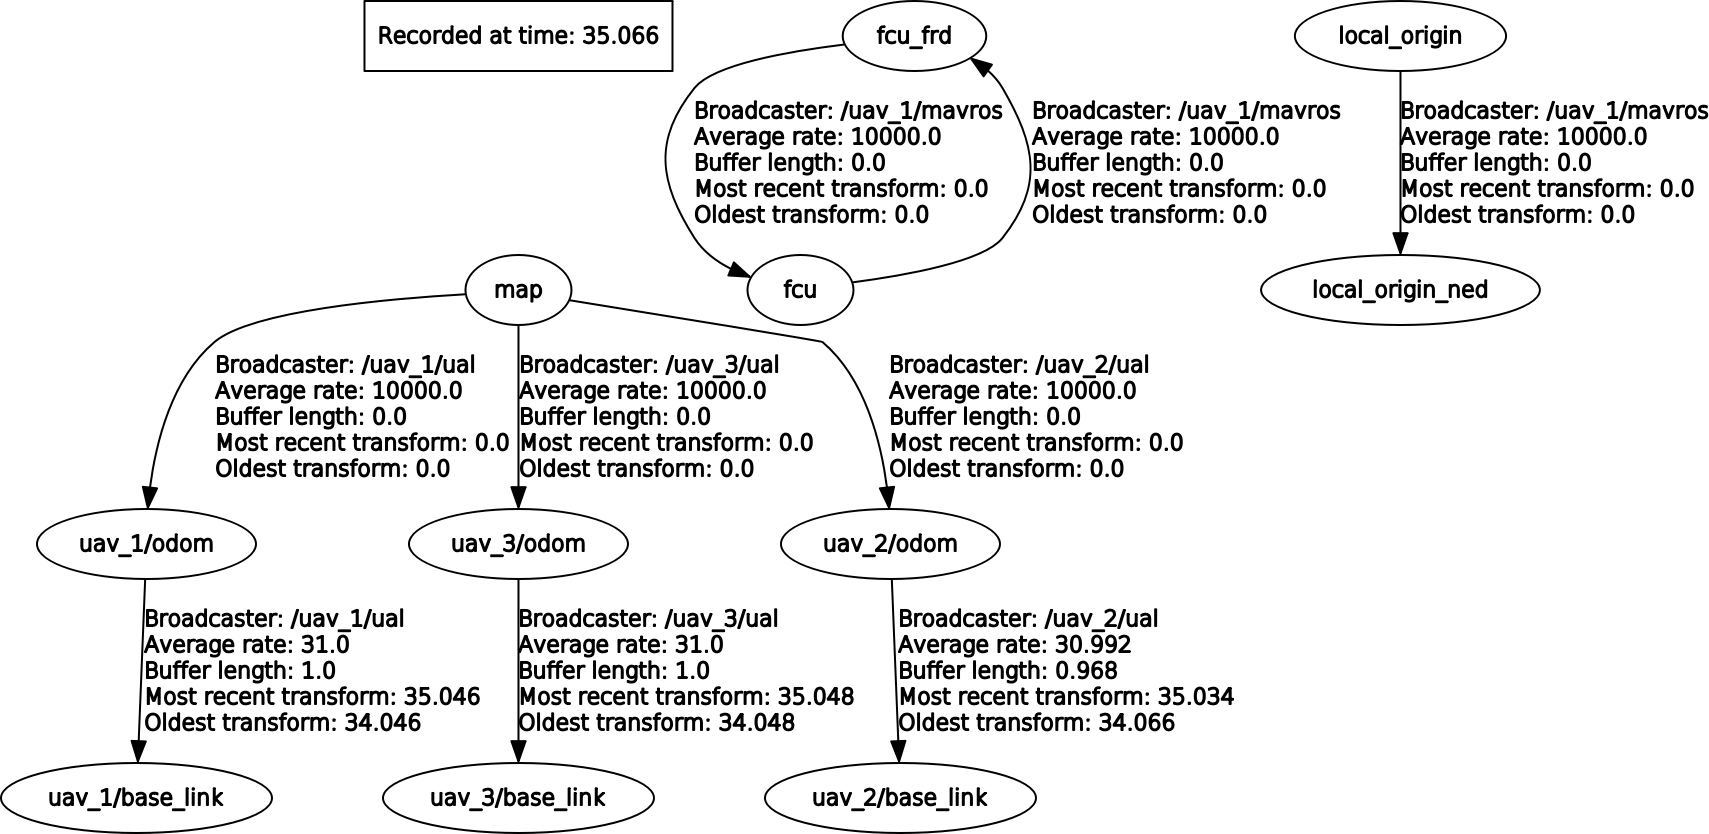 Recorded at time: 35.066
fcu_frd
local_origin
Broadcaster: /uav_1/mavros
Average rate: 10000.0
Buffer length: 0.0
Most recent transform: 0.0
Oldest transform: 0.0
Broadcaster: /uav_1/mavros
Average rate: 10000.0
Buffer length: 0.0
Most recent transform: 0.0
Oldest transform: 0.0
Broadcaster: /uav_1/mavros
Average rate: 10000.0
Buffer length: 0.0
Most recent transform: 0.0
Oldest transform: 0.0
map
fcu
local_origin_ned
Broadcaster: /uav_1/ual
Average rate: 10000.0
Buffer length: 0.0
Most recent transform: 0.0
Oldest transform: 0.0
Broadcaster: /uav_3/ual
Average rate: 10000.0
Buffer length: 0.0
Most recent transform: 0.0
Oldest transform: 0.0
Broadcaster: /uav_2/ual
Average rate: 10000.0
Buffer length: 0.0
Most recent transform: 0.0
Oldest transform: 0.0
uav_1/odom
uav_3/odom
uav_2/odom
Broadcaster: /uav_1/ual
Average rate: 31.0
Buffer length: 1.0
Most recent transform: 35.046
Oldest transform: 34.046
Broadcaster: /uav_3/ual
Average rate: 31.0
Buffer length: 1.0
Most recent transform: 35.048
Oldest transform: 34.048
Broadcaster: /uav_2/ual
Average rate: 30.992
Buffer length: 0.968
Most recent transform: 35.034
Oldest transform: 34.066
uav_1/base_link
uav_3/base_link
uav_2/base_link